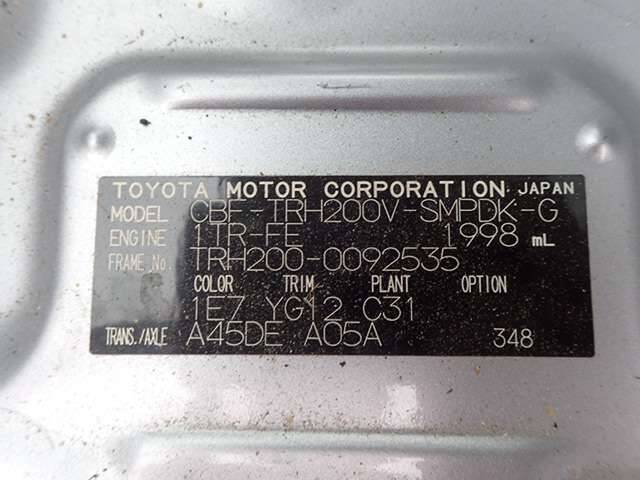 TOYOTA MOTOR CORPORATION. JAPAN
MODEL CBF-TRH200V-SMPDK-G
ENGINE 1TR-FE 1998 mL
FRAME No. TRH200-0092535
COLOR TRIM PLANT OPTION
1E7 YG12 C31
TRANS./AXLE A45DE A05A 348